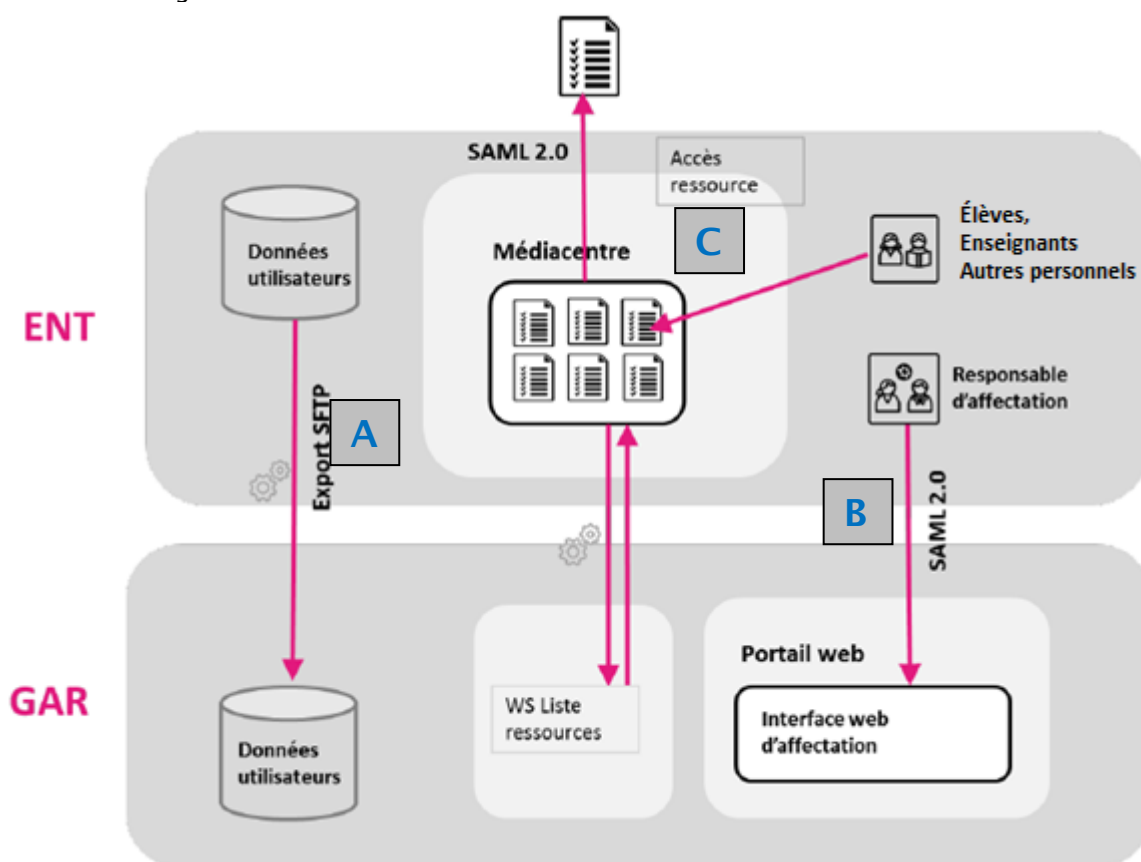 SAML 2.0
Accès
ressource
C
Élèves,
Enseignants
Autres personnels
Données
utilisateurs
Médiacentre
ENT
Responsable
d'affectation
Export SFTP
A
B
SAML 2.0
GAR
Portail web
WS Liste
ressources
Interface web
d'affectation
Données
utilisateurs